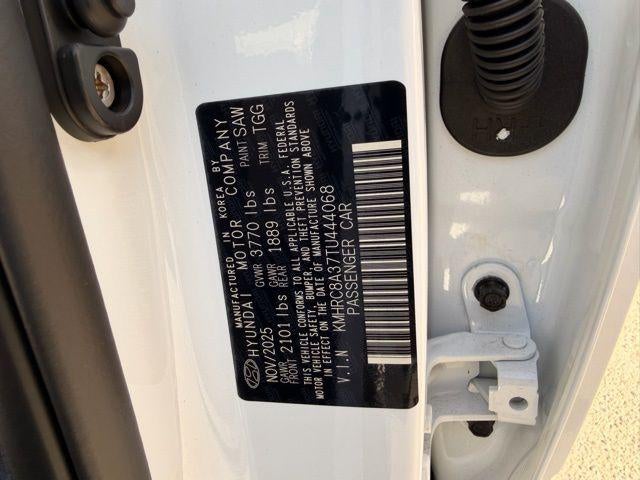 MANUFACTURED IN KOREA BY
HYUNDAI MOTOR COMPANY
NOV/2025 GVWR 3770 lbs PAINT SAW
GAWR FRONT 2101 lbs GAWR REAR 1889 lbs TRIM TGG
THIS VEHICLE CONFORMS TO ALL APPLICABLE U.S.A. FEDERAL
MOTOR VEHICLE SAFETY, BUMPER, AND THEFT PREVENTION STANDARDS
IN EFFECT ON THE DATE OF MANUFACTURE SHOWN ABOVE
V.I.N KMHRC8A37TU444068
PASSENGER CAR